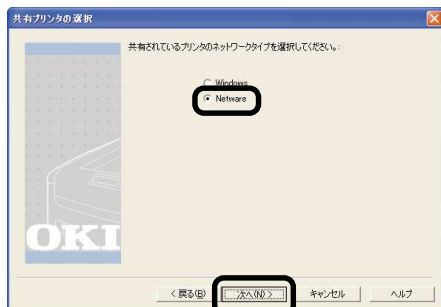 共有プリンタの選択
共有されているプリンタのネットワークタイプを選択してください。:
Windows
Netware
OKI
< 戻る(B)
次へ(N) >
キャンセル
ヘルプ